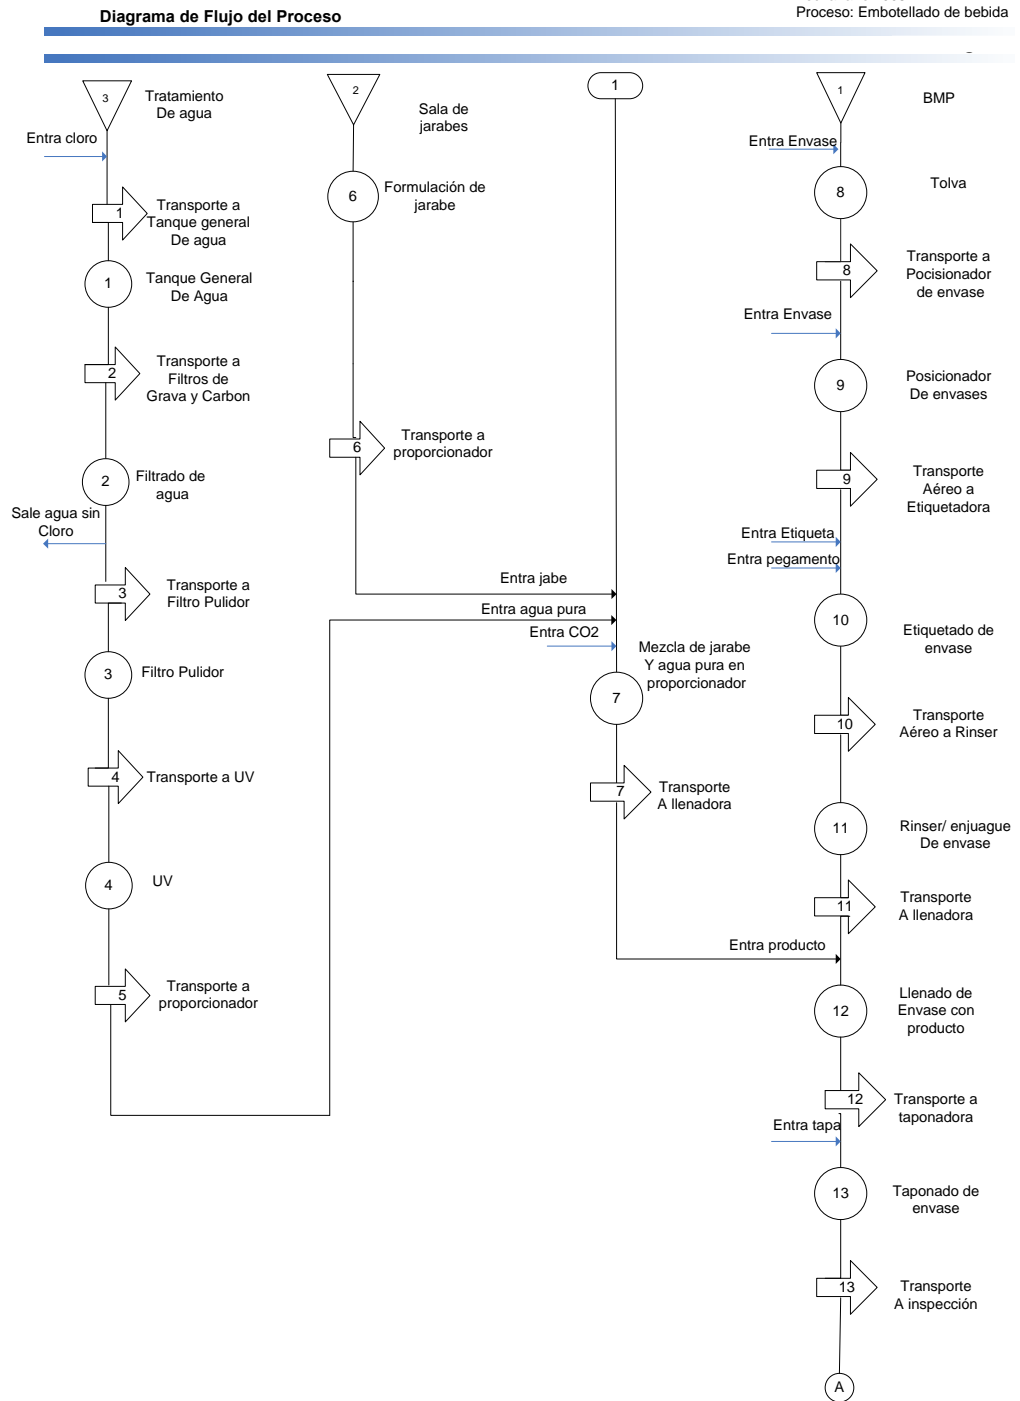 Diagrama de Flujo del Proceso
Proceso: Embotellado de bebida
3
Tratamiento
De agua
Entra cloro
1
Transporte a
Tanque general
De agua
1
Tanque General
De Agua
2
Transporte a
Filtros de
Grava y Carbon
2
Filtrado de
agua
Sale agua sin
Cloro
3
Transporte a
Filtro Pulidor
3
Filtro Pulidor
4
Transporte a UV
4
UV
5
Transporte a
proporcionador
2
Sala de
jarabes
6
Formulación de
jarabe
6
Transporte a
proporcionador
1
Entra jabe
Entra agua pura
Entra CO2
Mezcla de jarabe
Y agua pura en
proporcionador
7
7
Transporte
A llenadora
Entra producto
1
BMP
Entra Envase
8
Tolva
8
Transporte a
Pocisionador
de envase
Entra Envase
9
Posicionador
De envases
9
Transporte
Aéreo a
Etiquetadora
Entra Etiqueta
Entra pegamento
10
Etiquetado de
envase
10
Transporte
Aéreo a Rinser
11
Rinser/ enjuague
De envase
11
Transporte
A llenadora
12
Llenado de
Envase con
producto
12
Transporte a
taponadora
Entra tapa
13
Taponado de
envase
13
Transporte
A inspección
A